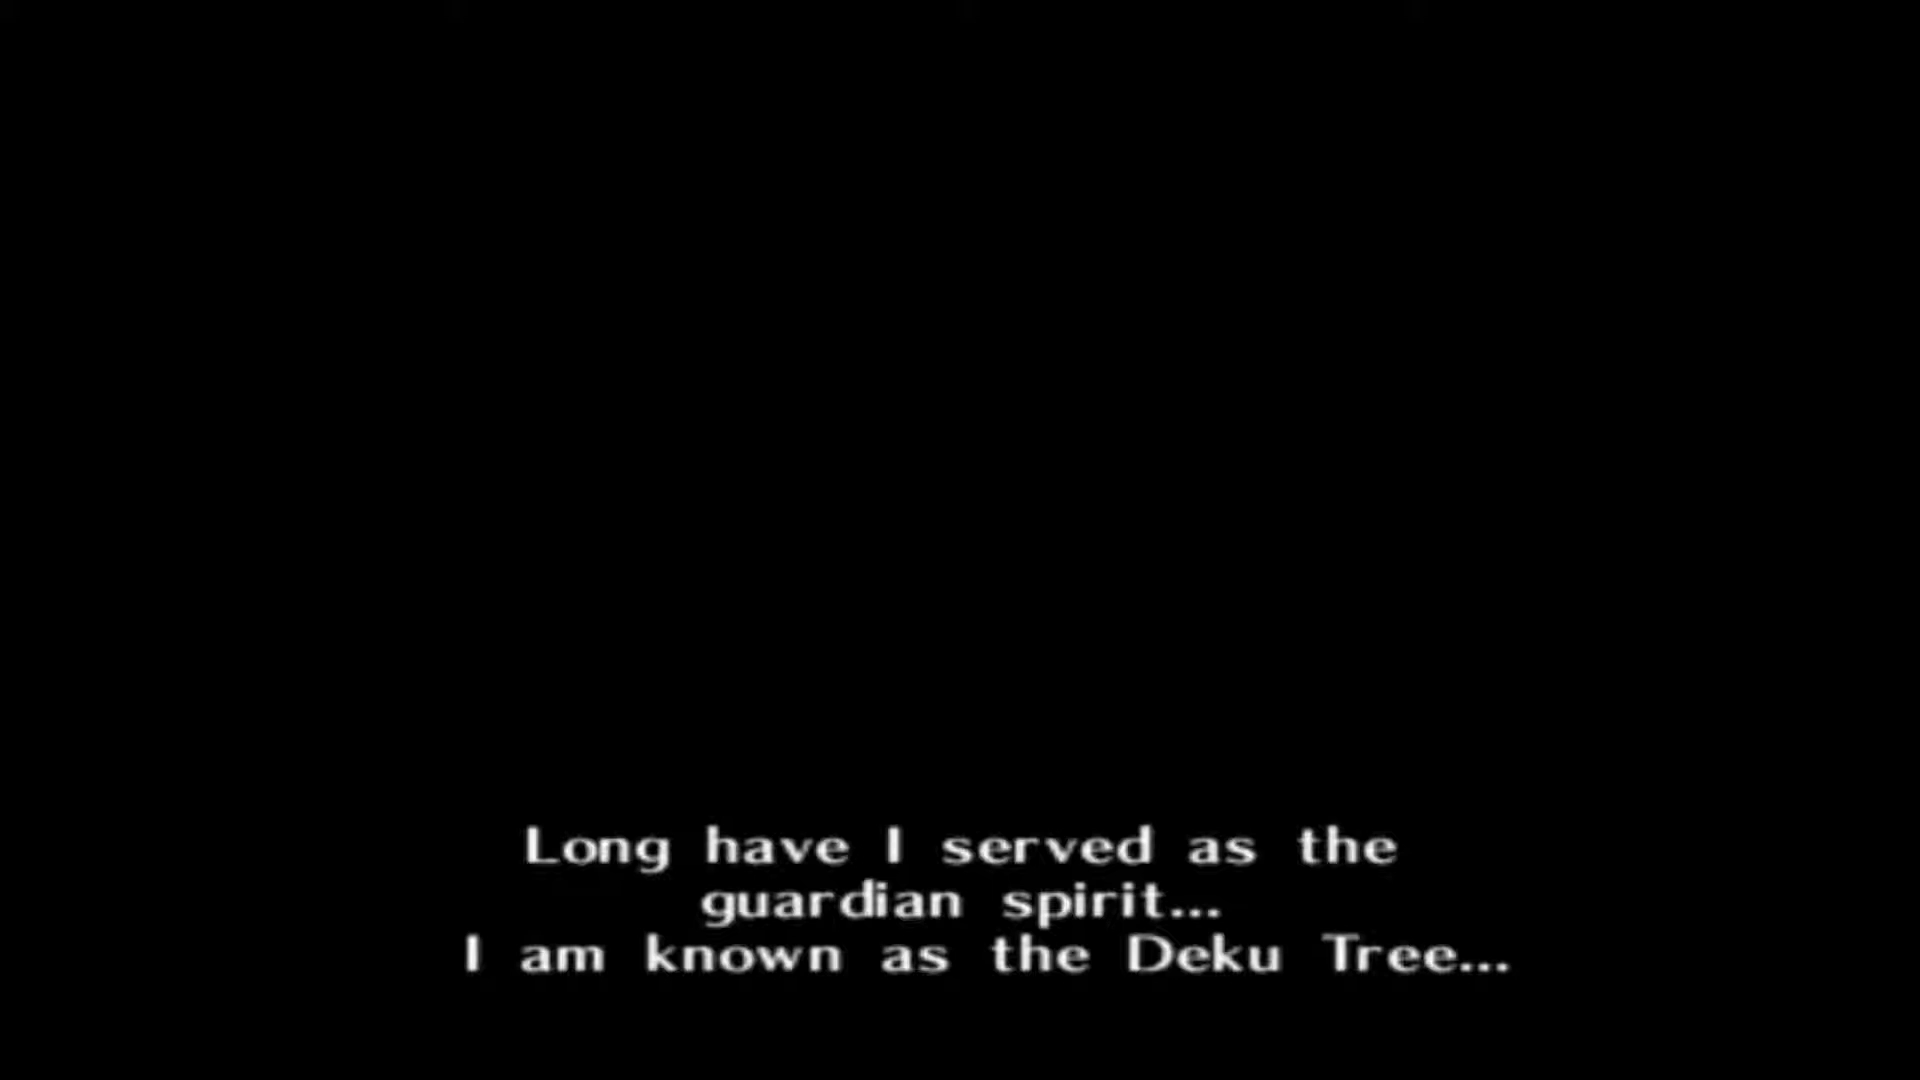 Long have I served as the
guardian spirit...
I am known as the Deku Tree...